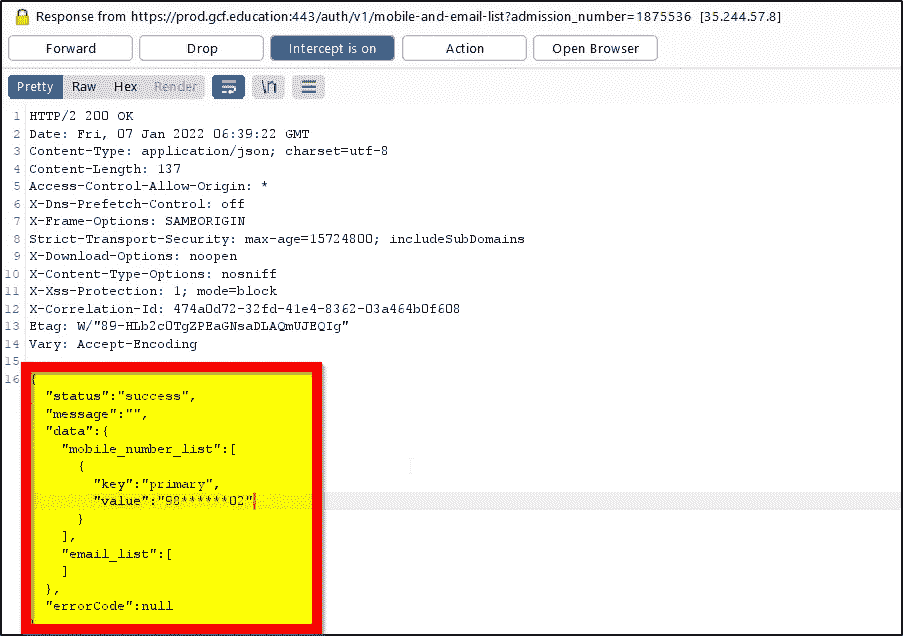 Response from https://prod.gcf.education:443/auth/v1/mobile-and-email-list?admission_number=1875536 [35.244.57.8]
Forward Drop Intercept is on Action Open Browser
Pretty Raw Hex Render \n
1 HTTP/2 200 OK
2 Date: Fri, 07 Jan 2022 06:39:22 GMT
3 Content-Type: application/json; charset=utf-8
4 Content-Length: 137
5 Access-Control-Allow-Origin: *
6 X-Dns-Prefetch-Control: off
7 X-Frame-Options: SAMEORIGIN
8 Strict-Transport-Security: max-age=15724800; includeSubDomains
9 X-Download-Options: noopen
10 X-Content-Type-Options: nosniff
11 X-Xss-Protection: 1; mode=block
12 X-Correlation-Id: 474a0d72-32fd-41e4-8362-03a464b0f608
13 Etag: W/"89-HLb2c0TgZPEaGNsaDLAQmUJEQIg"
14 Vary: Accept-Encoding
15
16 {
"status":"success",
"message":"",
"data":{
"mobile_number_list":[
{
"key":"primary",
"value":"98******02"
}
],
"email_list":[
]
},
"errorCode":null